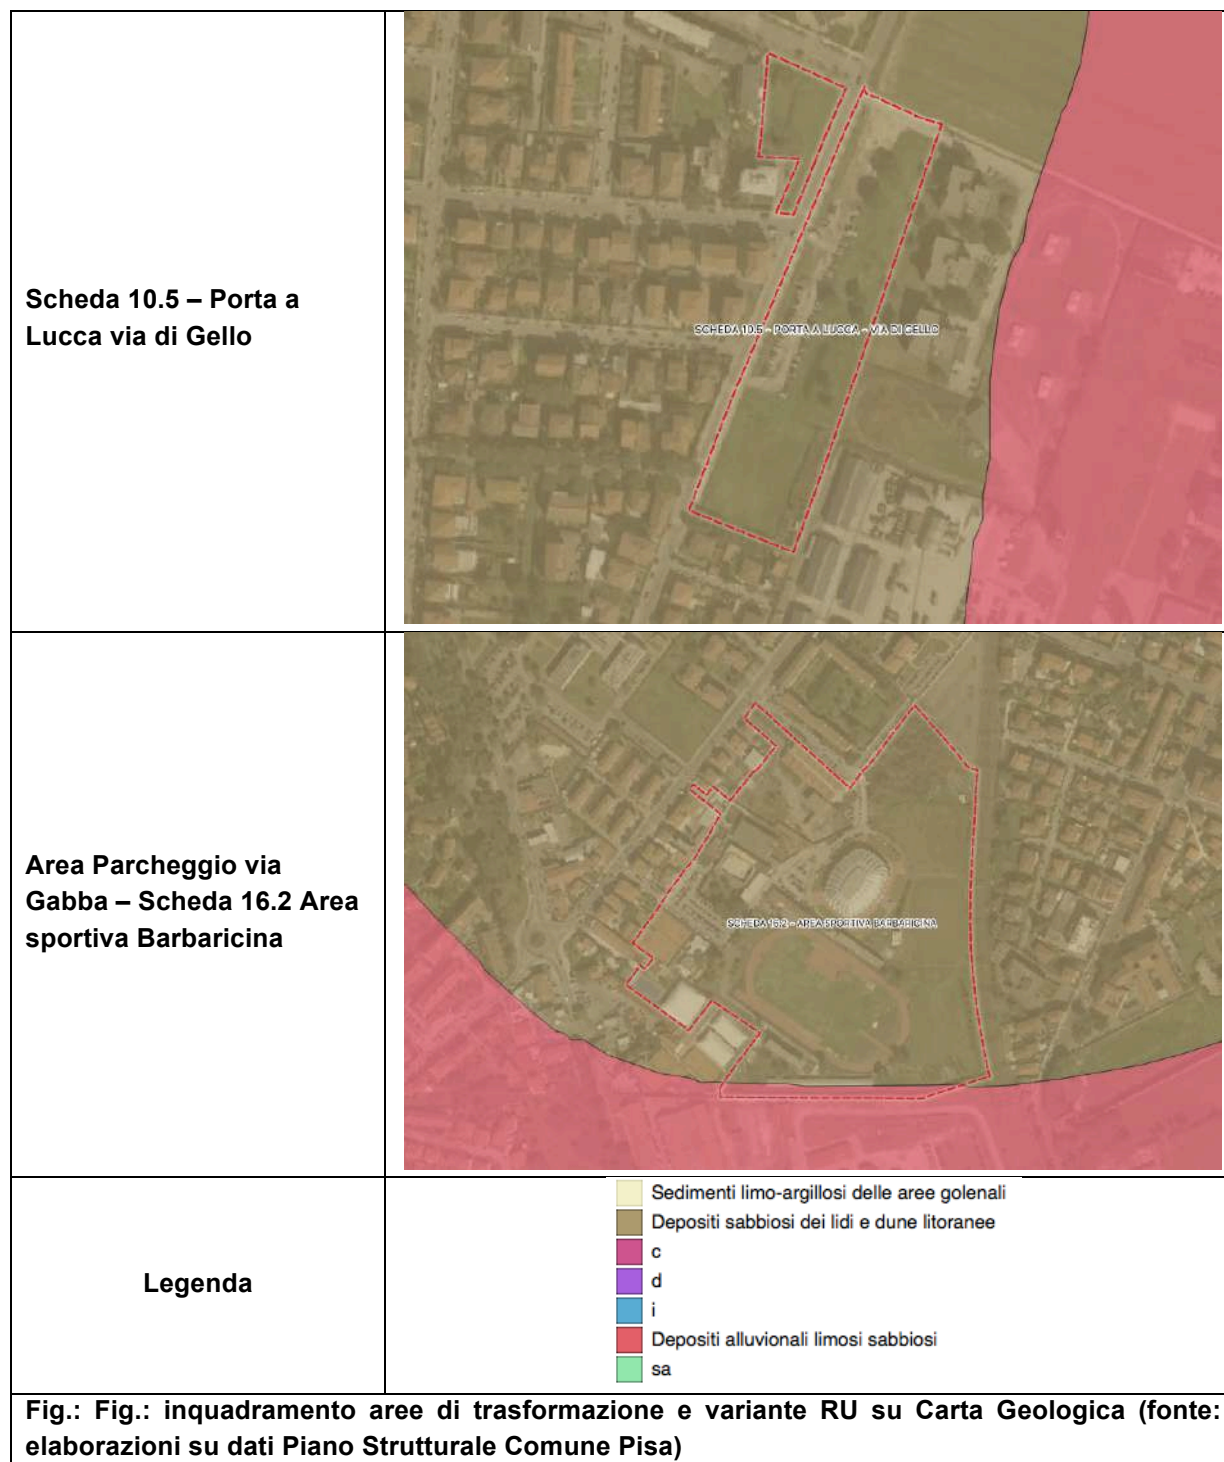 Scheda 10.5 – Porta a
Lucca via di Gello
SCHEDA 10.5 - PORTA A LUCCA - VIA DI GELLO
Area Parcheggio via
Gabba – Scheda 16.2 Area
sportiva Barbaricina
SCHEDA 16.2 - AREA SPORTIVA BARBARICINA
Legenda
Sedimenti limo-argillosi delle aree golenali
Depositi sabbiosi dei lidi e dune litoranee
c
d
i
Depositi alluvionali limosi sabbiosi
sa
Fig.: Fig.: inquadramento aree di trasformazione e variante RU su Carta Geologica (fonte:
elaborazioni su dati Piano Strutturale Comune Pisa)